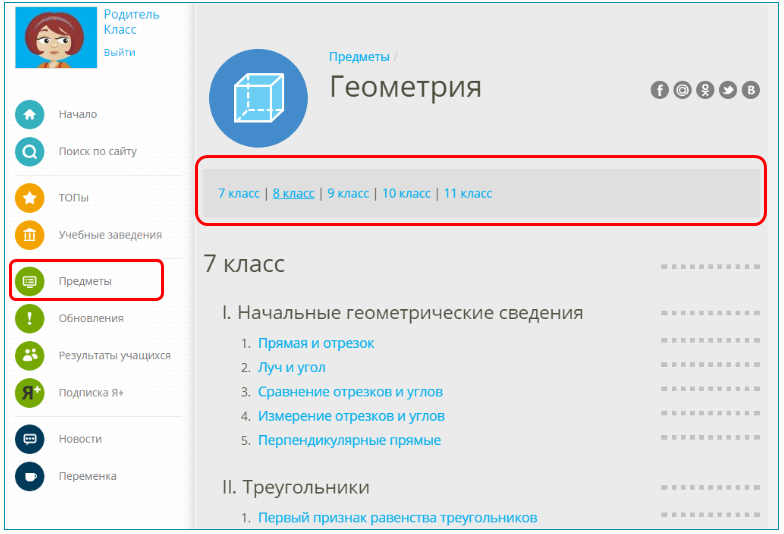 Родитель
Класс
Выйти
Начало
Поиск по сайту
ТОПы
Учебные заведения
Предметы
Обновления
Результаты учащихся
Я+
Подписка Я+
Новости
Переменка
Предметы /
Геометрия
7 класс | 8 класс | 9 класс | 10 класс | 11 класс
7 класс
I. Начальные геометрические сведения
1. Прямая и отрезок
2. Луч и угол
3. Сравнение отрезков и углов
4. Измерение отрезков и углов
5. Перпендикулярные прямые
II. Треугольники
1. Первый признак равенства треугольников